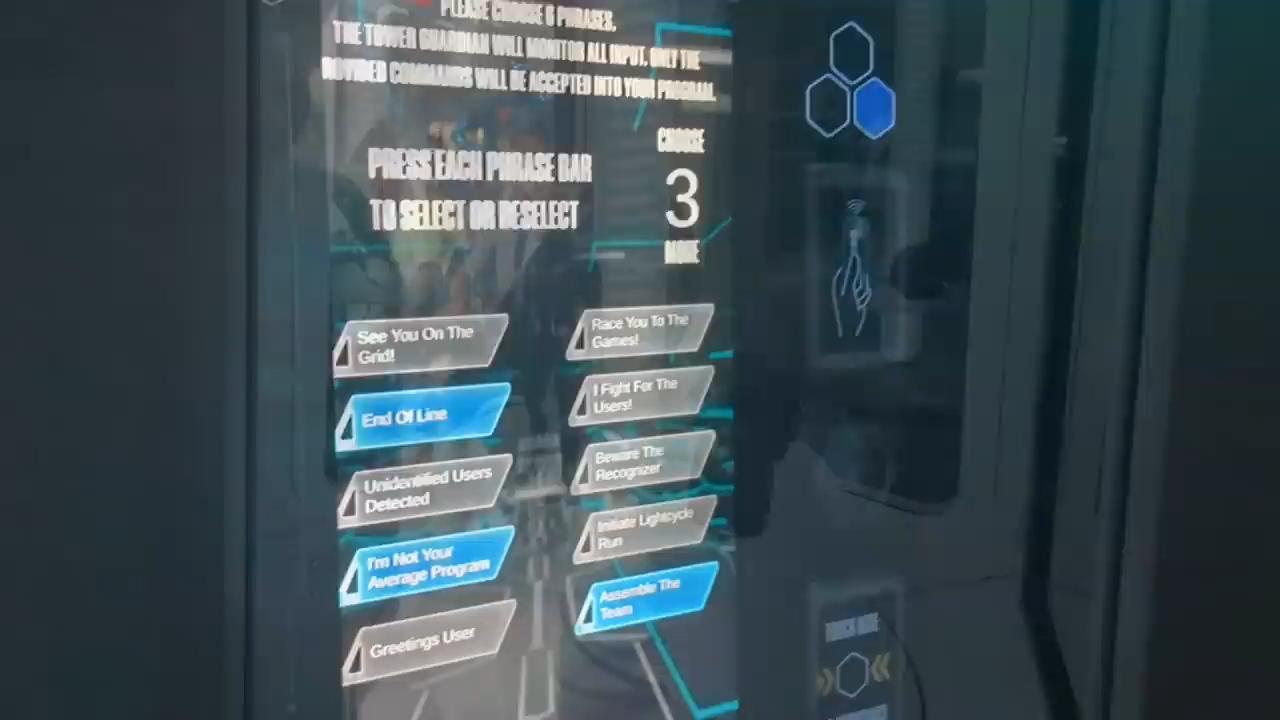 PLEASE CHOOSE 6 PHRASES.
THE TOWER GUARDIAN WILL MONITOR ALL INPUT. ONLY THE
PROVIDED COMMANDS WILL BE ACCEPTED INTO YOUR PROGRAM.
PRESS EACH PHRASE BAR
TO SELECT OR DESELECT
CHOOSE
3
MORE
See You On The
Grid!
End Of Line
Unidentified Users
Detected
I'm Not Your
Average Program
Greetings User
Race You To The
Games!
I Fight For The
Users!
Beware The
Recognizer
Initiate Lightcycle
Run
Assemble The
Team
TOUCH HERE